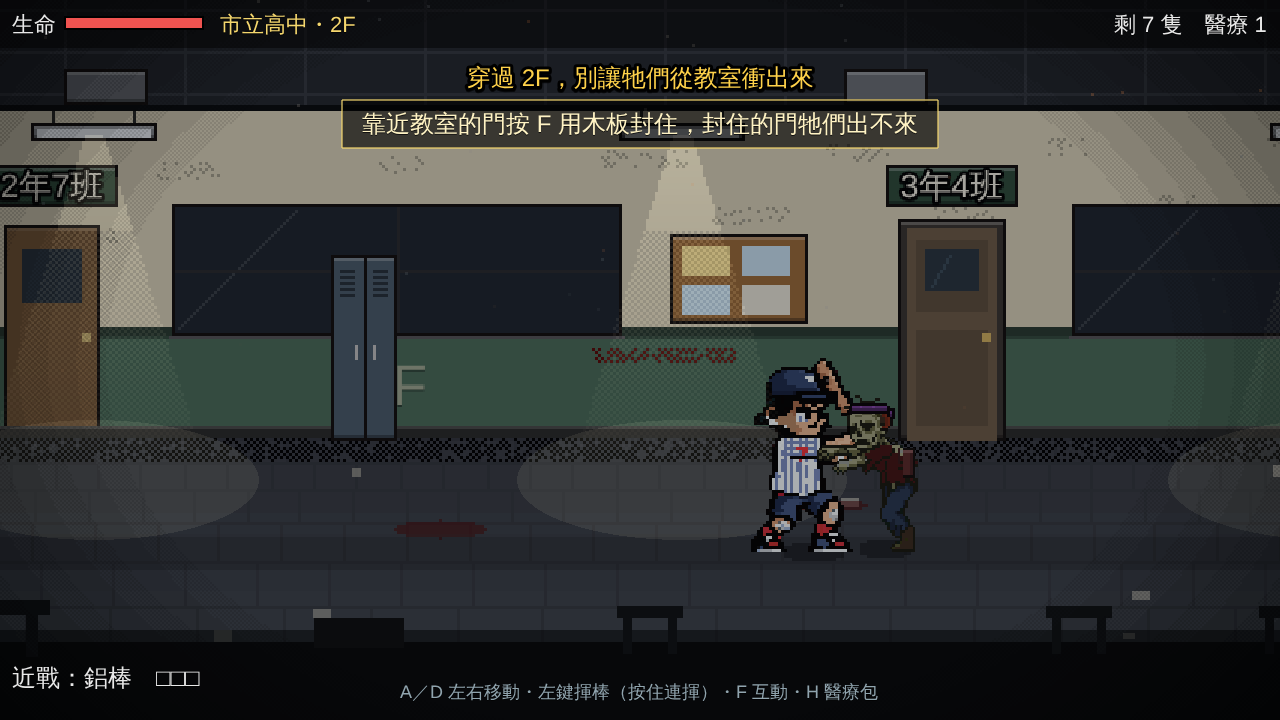 生命 市立高中・2F 剩 7 隻 醫療 1
穿過 2F，別讓牠們從教室衝出來
靠近教室的門按 F 用木板封住，封住的門牠們出不來
2年7班
3年4班
F
近戰：鋁棒 □□□
A／D 左右移動・左鍵揮棒（按住連揮）・F 互動・H 醫療包